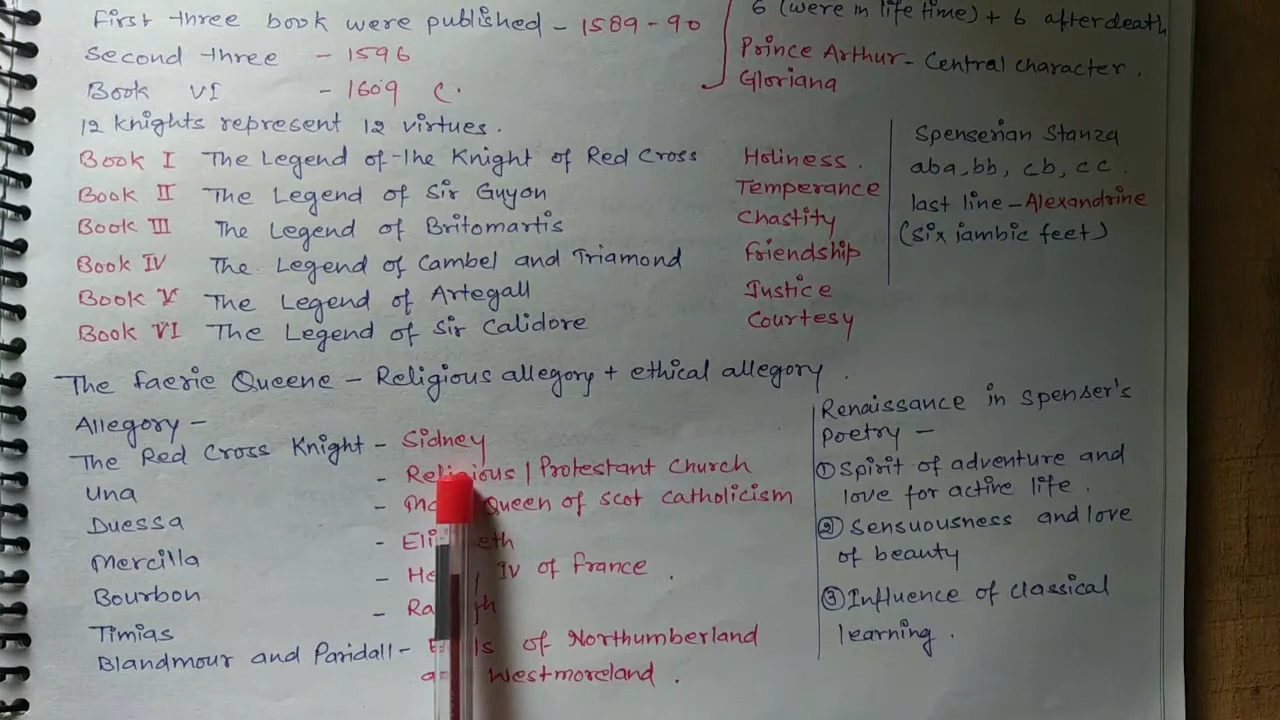 First three book were published - 1589-90
Second three - 1596
Book VI - 1609 C.
6 (were in life time) + 6 after death
Prince Arthur - Central character.
Gloriana
12 knights represent 12 virtues.
Book I The Legend of the Knight of Red Cross Holiness.
Book II The Legend of Sir Guyon Temperance
Book III The Legend of Britomartis Chastity
Book IV The Legend of Cambel and Triamond Friendship
Book V The Legend of Artegall Justice
Book VI The Legend of Sir Calidore Courtesy
Spenserian Stanza
aba, bb, cb, cc.
last line - Alexandrine
(six iambic feet)
The Faerie Queene - Religious allegory + ethical allegory.
Allegory -
The Red Cross Knight - Sidney
Una - Religious / Protestant Church
Duessa - Queen of Scot Catholicism
Mercilla -
Bourbon - IV of France.
Timias -
Blandmour and Paridall - of Northumberland
Westmoreland.
Renaissance in Spenser's
Poetry -
① Spirit of adventure and
love for active life.
② Sensuousness and love
of beauty
③ Influence of classical
learning.